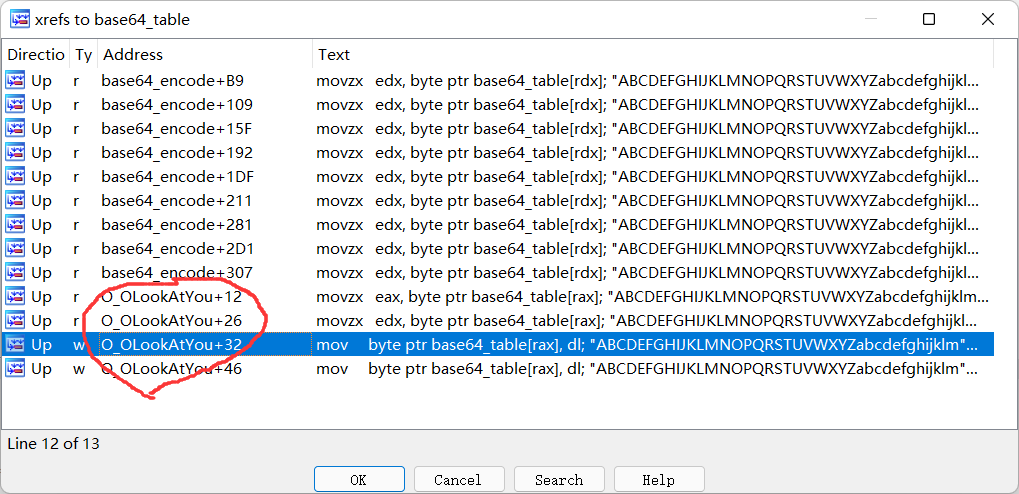 xrefs to base64_table
Directio Ty Address Text
Up r base64_encode+B9 movzx edx, byte ptr base64_table[rdx]; "ABCDEFGHIJKLMNOPQRSTUVWXYZabcdefghijkl...
Up r base64_encode+109 movzx edx, byte ptr base64_table[rdx]; "ABCDEFGHIJKLMNOPQRSTUVWXYZabcdefghijkl...
Up r base64_encode+15F movzx edx, byte ptr base64_table[rdx]; "ABCDEFGHIJKLMNOPQRSTUVWXYZabcdefghijkl...
Up r base64_encode+192 movzx edx, byte ptr base64_table[rdx]; "ABCDEFGHIJKLMNOPQRSTUVWXYZabcdefghijkl...
Up r base64_encode+1DF movzx edx, byte ptr base64_table[rdx]; "ABCDEFGHIJKLMNOPQRSTUVWXYZabcdefghijkl...
Up r base64_encode+211 movzx edx, byte ptr base64_table[rdx]; "ABCDEFGHIJKLMNOPQRSTUVWXYZabcdefghijkl...
Up r base64_encode+281 movzx edx, byte ptr base64_table[rdx]; "ABCDEFGHIJKLMNOPQRSTUVWXYZabcdefghijkl...
Up r base64_encode+2D1 movzx edx, byte ptr base64_table[rdx]; "ABCDEFGHIJKLMNOPQRSTUVWXYZabcdefghijkl...
Up r base64_encode+307 movzx edx, byte ptr base64_table[rdx]; "ABCDEFGHIJKLMNOPQRSTUVWXYZabcdefghijkl...
Up r O_OLookAtYou+12 movzx eax, byte ptr base64_table[rax]; "ABCDEFGHIJKLMNOPQRSTUVWXYZabcdefghijklm...
Up r O_OLookAtYou+26 movzx edx, byte ptr base64_table[rax]; "ABCDEFGHIJKLMNOPQRSTUVWXYZabcdefghijkl...
Up w O_OLookAtYou+32 mov byte ptr base64_table[rax], dl; "ABCDEFGHIJKLMNOPQRSTUVWXYZabcdefghijklm"...
Up w O_OLookAtYou+46 mov byte ptr base64_table[rax], dl; "ABCDEFGHIJKLMNOPQRSTUVWXYZabcdefghijklm"...
Line 12 of 13
OK Cancel Search Help